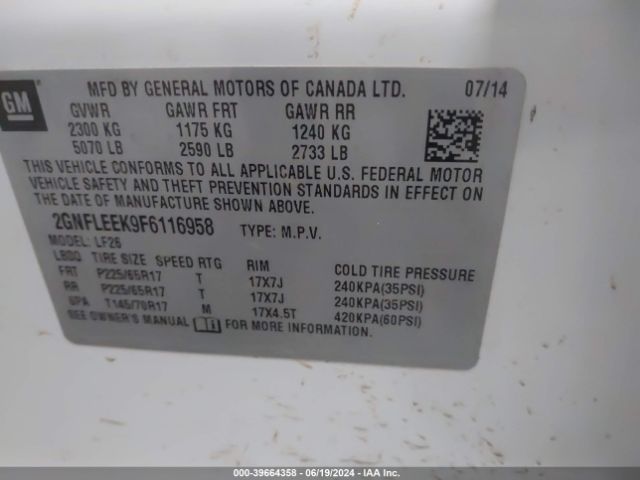 GM
MFD BY GENERAL MOTORS OF CANADA LTD. 07/14
GVWR GAWR FRT GAWR RR
2300 KG 1175 KG 1240 KG
5070 LB 2590 LB 2733 LB
THIS VEHICLE CONFORMS TO ALL APPLICABLE U.S. FEDERAL MOTOR
VEHICLE SAFETY AND THEFT PREVENTION STANDARDS IN EFFECT ON
THE DATE OF MANUFACTURE SHOWN ABOVE.
2GNFLEEK9F6116958 TYPE: M.P.V.
MODEL: LF26
LBDQ TIRE SIZE SPEED RTG RIM COLD TIRE PRESSURE
FRT P225/65R17 T 17X7J 240KPA(35PSI)
RR P225/65R17 T 17X7J 240KPA(35PSI)
SPA T145/70R17 M 17X4.5T 420KPA(60PSI)
SEE OWNER'S MANUAL FOR MORE INFORMATION.
000-39664358 - 06/19/2024 - IAA Inc.